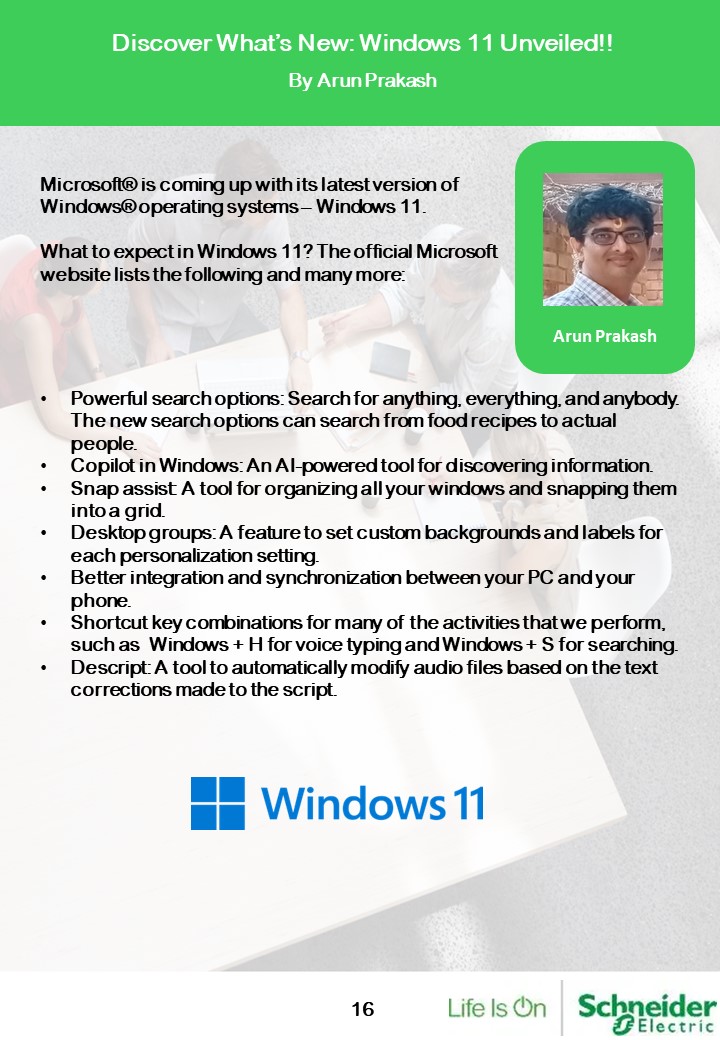 Discover What's New: Windows 11 Unveiled!!
By Arun Prakash
Microsoft® is coming up with its latest version of
Windows® operating systems – Windows 11.
What to expect in Windows 11? The official Microsoft
website lists the following and many more:
Arun Prakash
• Powerful search options: Search for anything, everything, and anybody.
The new search options can search from food recipes to actual
people.
• Copilot in Windows: An AI-powered tool for discovering information.
• Snap assist: A tool for organizing all your windows and snapping them
into a grid.
• Desktop groups: A feature to set custom backgrounds and labels for
each personalization setting.
• Better integration and synchronization between your PC and your
phone.
• Shortcut key combinations for many of the activities that we perform,
such as Windows + H for voice typing and Windows + S for searching.
• Descript: A tool to automatically modify audio files based on the text
corrections made to the script.
Windows 11
16
Life Is On
Schneider
Electric